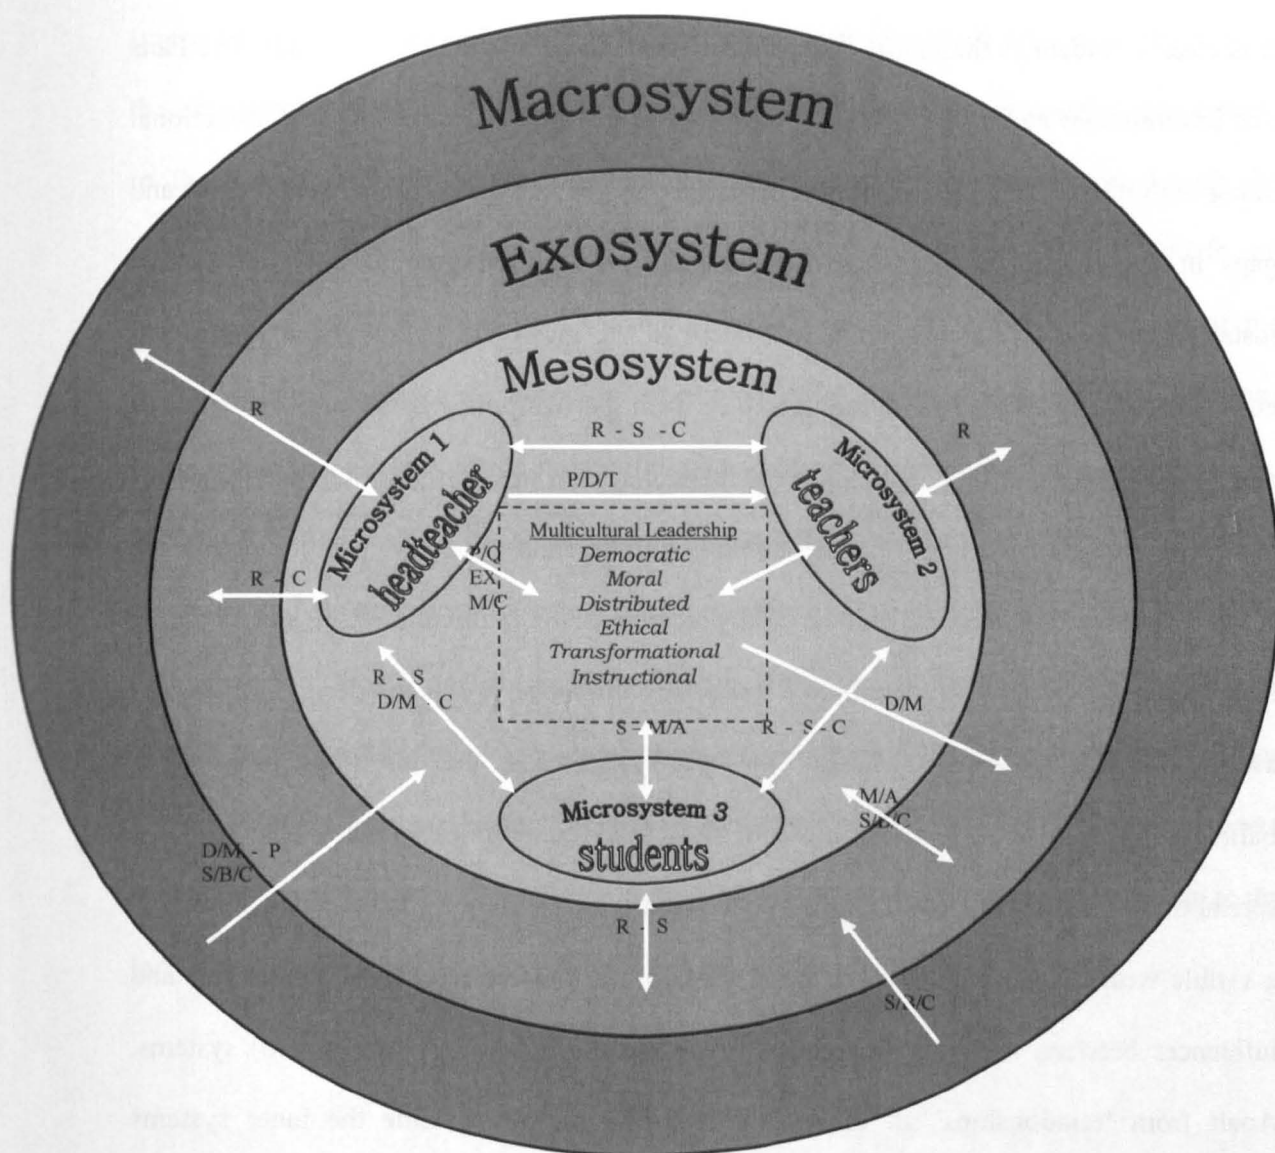 Macrosystem
Exosystem
Mesosystem
R
R - S - C
R
Microsystem 1
headteacher
P/D/T
Microsystem 2
teachers
Multicultural Leadership
Democratic
Moral
Distributed
Ethical
Transformational
Instructional
EX
M/C
R - C
R - S
D/M - C
D/M
S - M/A
R - S - C
Microsystem 3
students
M/A
S/B/C
D/M - P
S/B/C
R - S
S/B/C